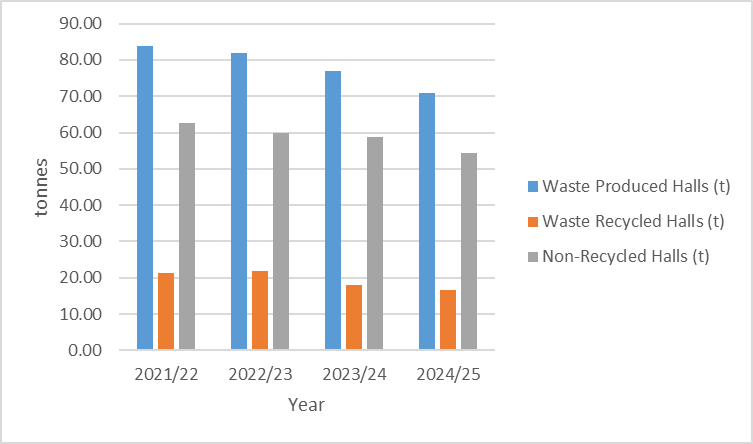 90.00
80.00
70.00
60.00
50.00
40.00
30.00
20.00
10.00
0.00
tonnes
2021/22 2022/23 2023/24 2024/25
Year
Waste Produced Halls (t)
Waste Recycled Halls (t)
Non-Recycled Halls (t)